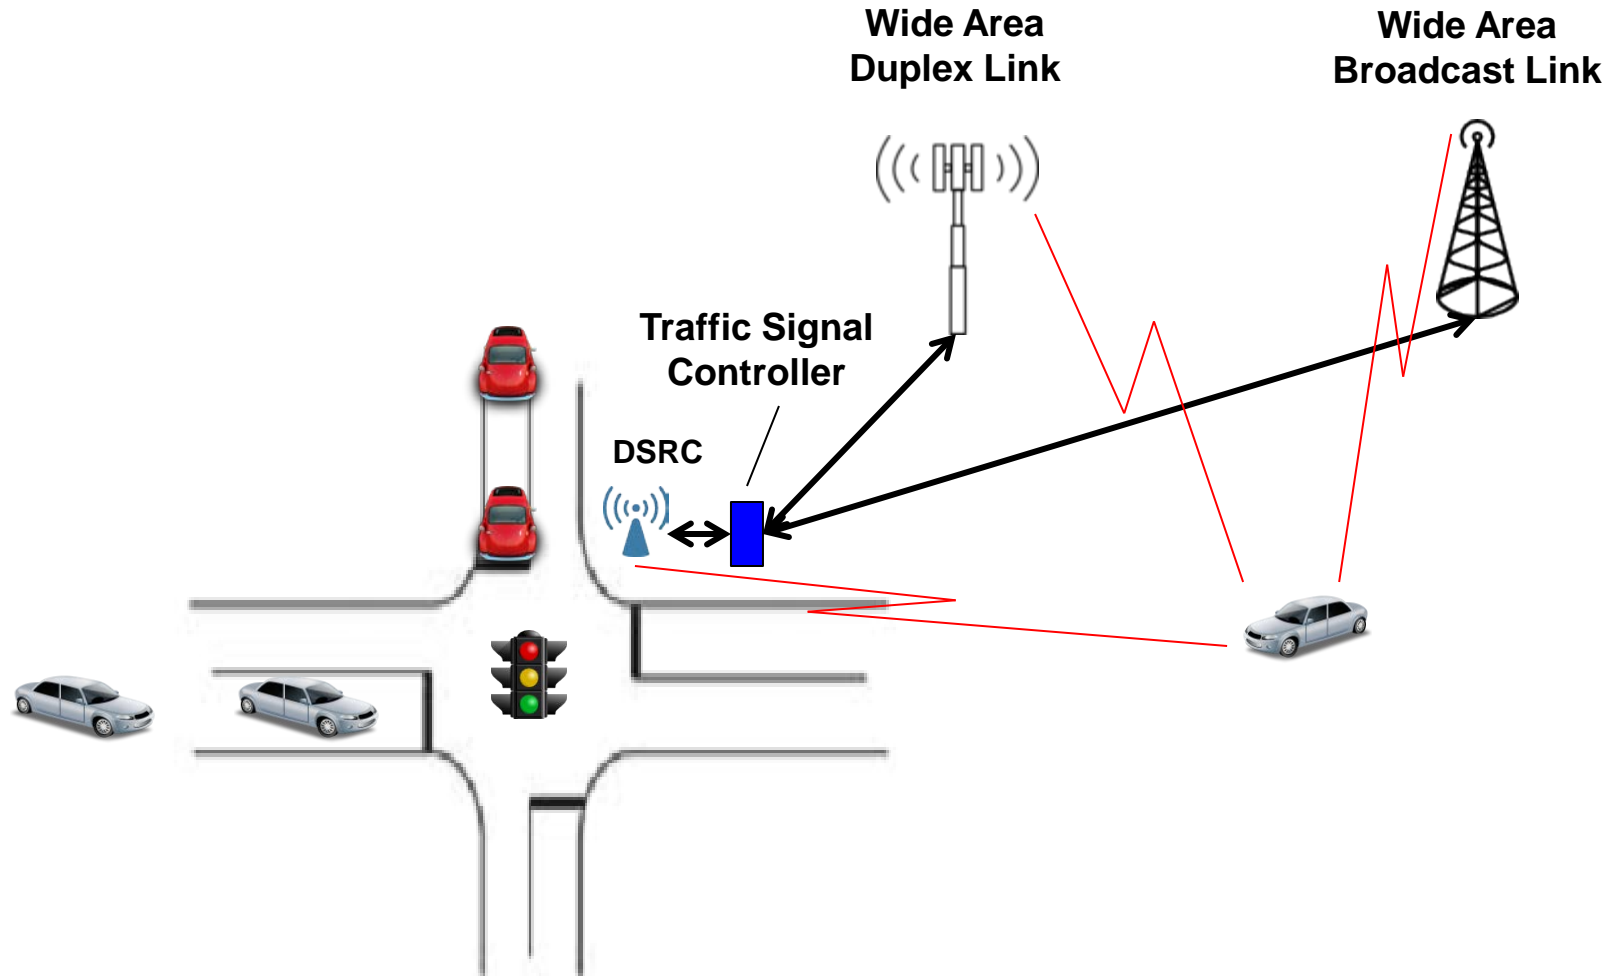 Wide Area
Duplex Link
Wide Area
Broadcast Link
Traffic Signal
Controller
DSRC